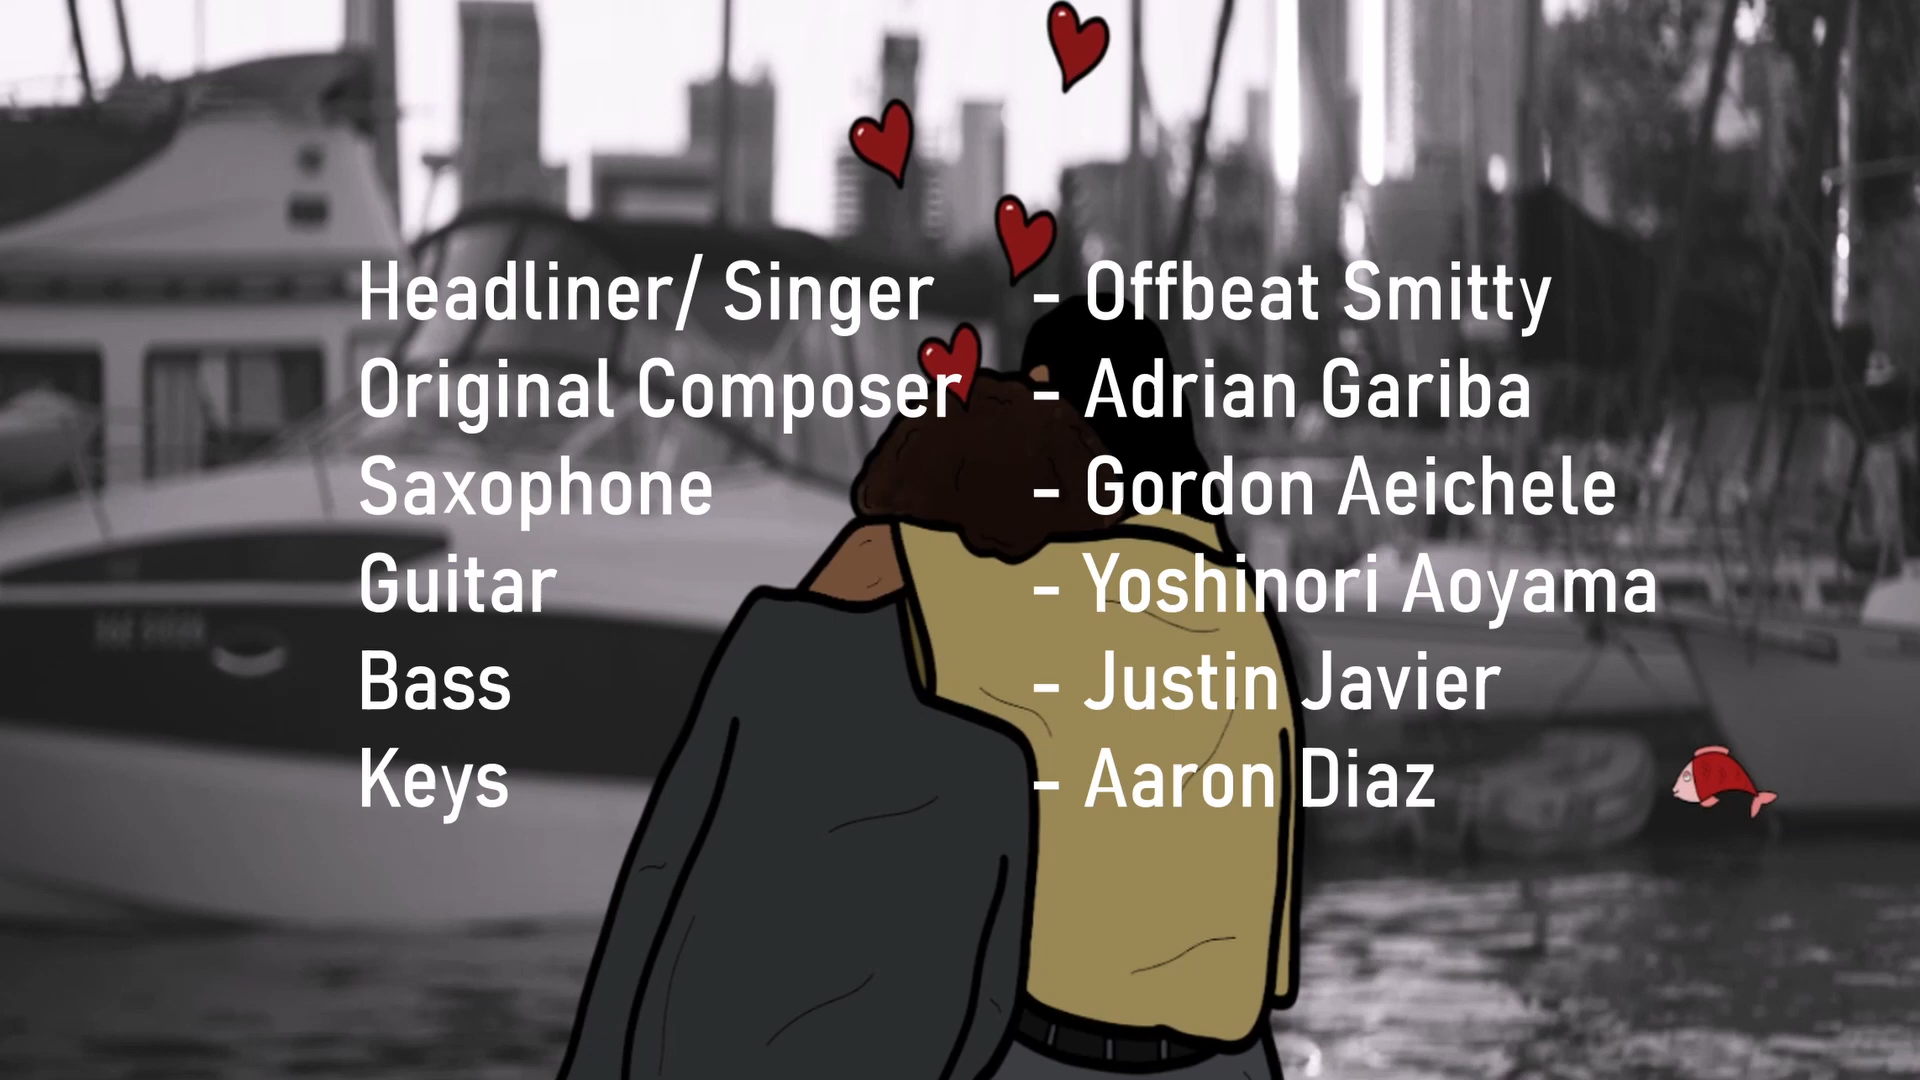 Headliner/ Singer - Offbeat Smitty
Original Composer - Adrian Gariba
Saxophone - Gordon Aeichele
Guitar - Yoshinori Aoyama
Bass - Justin Javier
Keys - Aaron Diaz